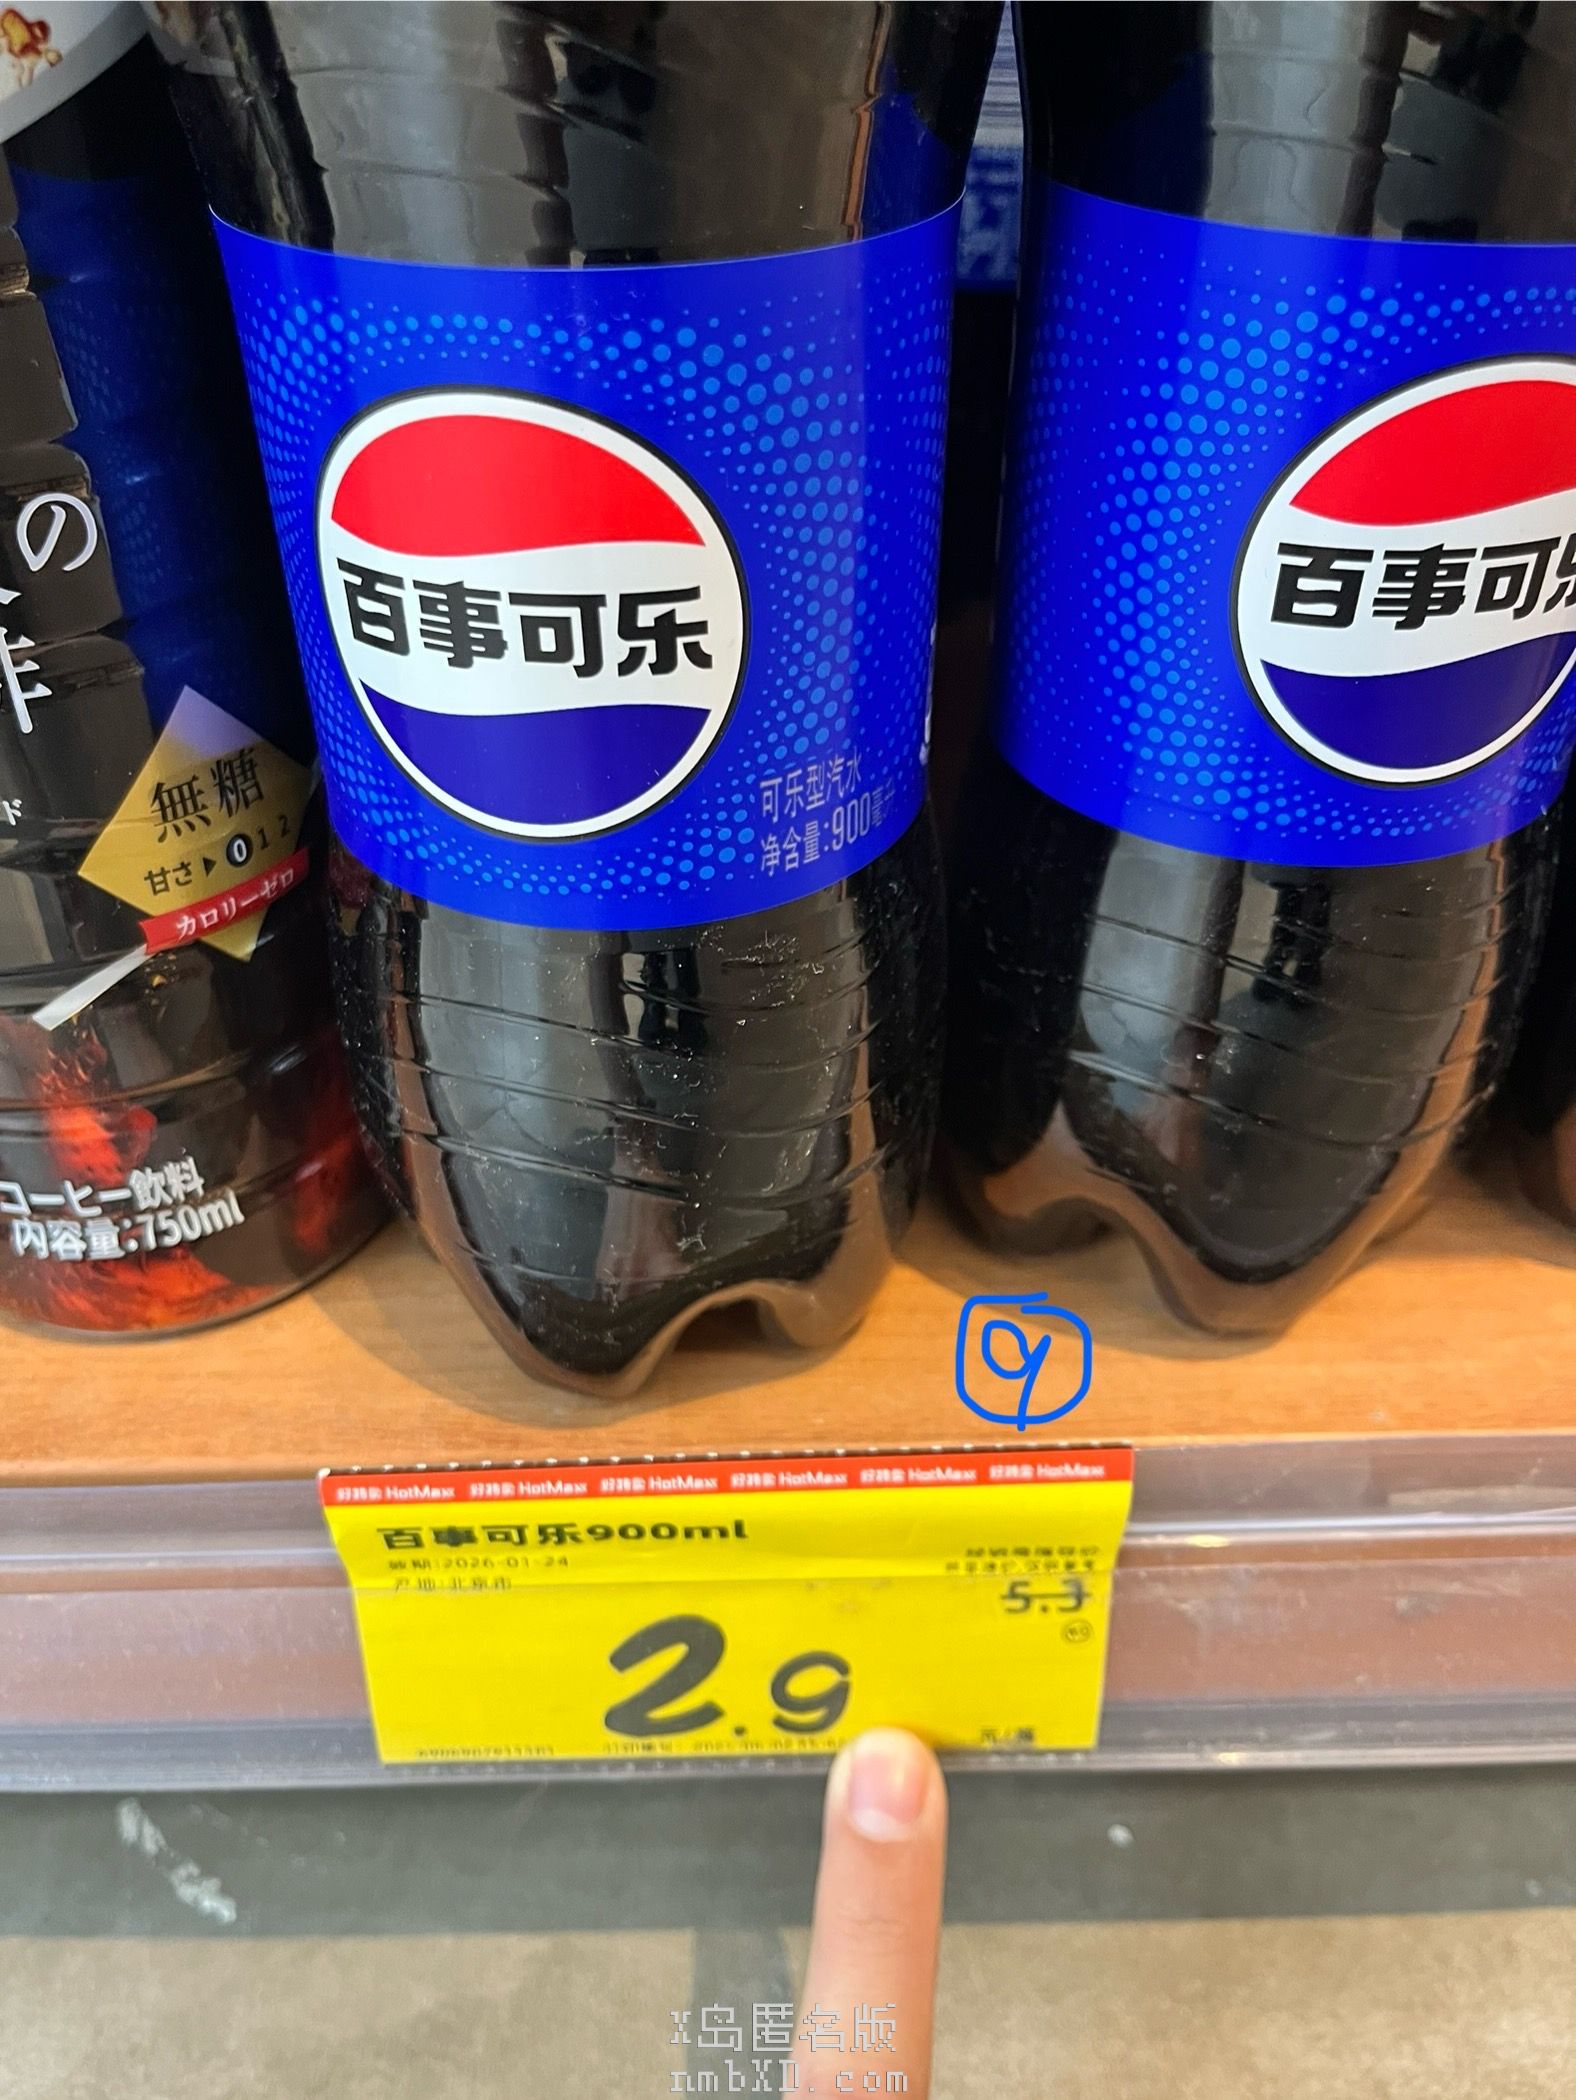 の
百事可乐
百事可
無糖
甘さ▶0 1 2
カロリーゼロ
可乐型汽水
净含量:900毫升
コーヒー飲料
内容量:750ml
9
好特卖 HotMaxx 好特卖 HotMaxx 好特卖 HotMaxx 好特卖 HotMaxx 好特卖 HotMaxx 好特卖 HotMaxx
百事可乐900ml
效期:2026-01-24
产地:北京市
5.3
2.9
X岛匿名版
nmbXD.com